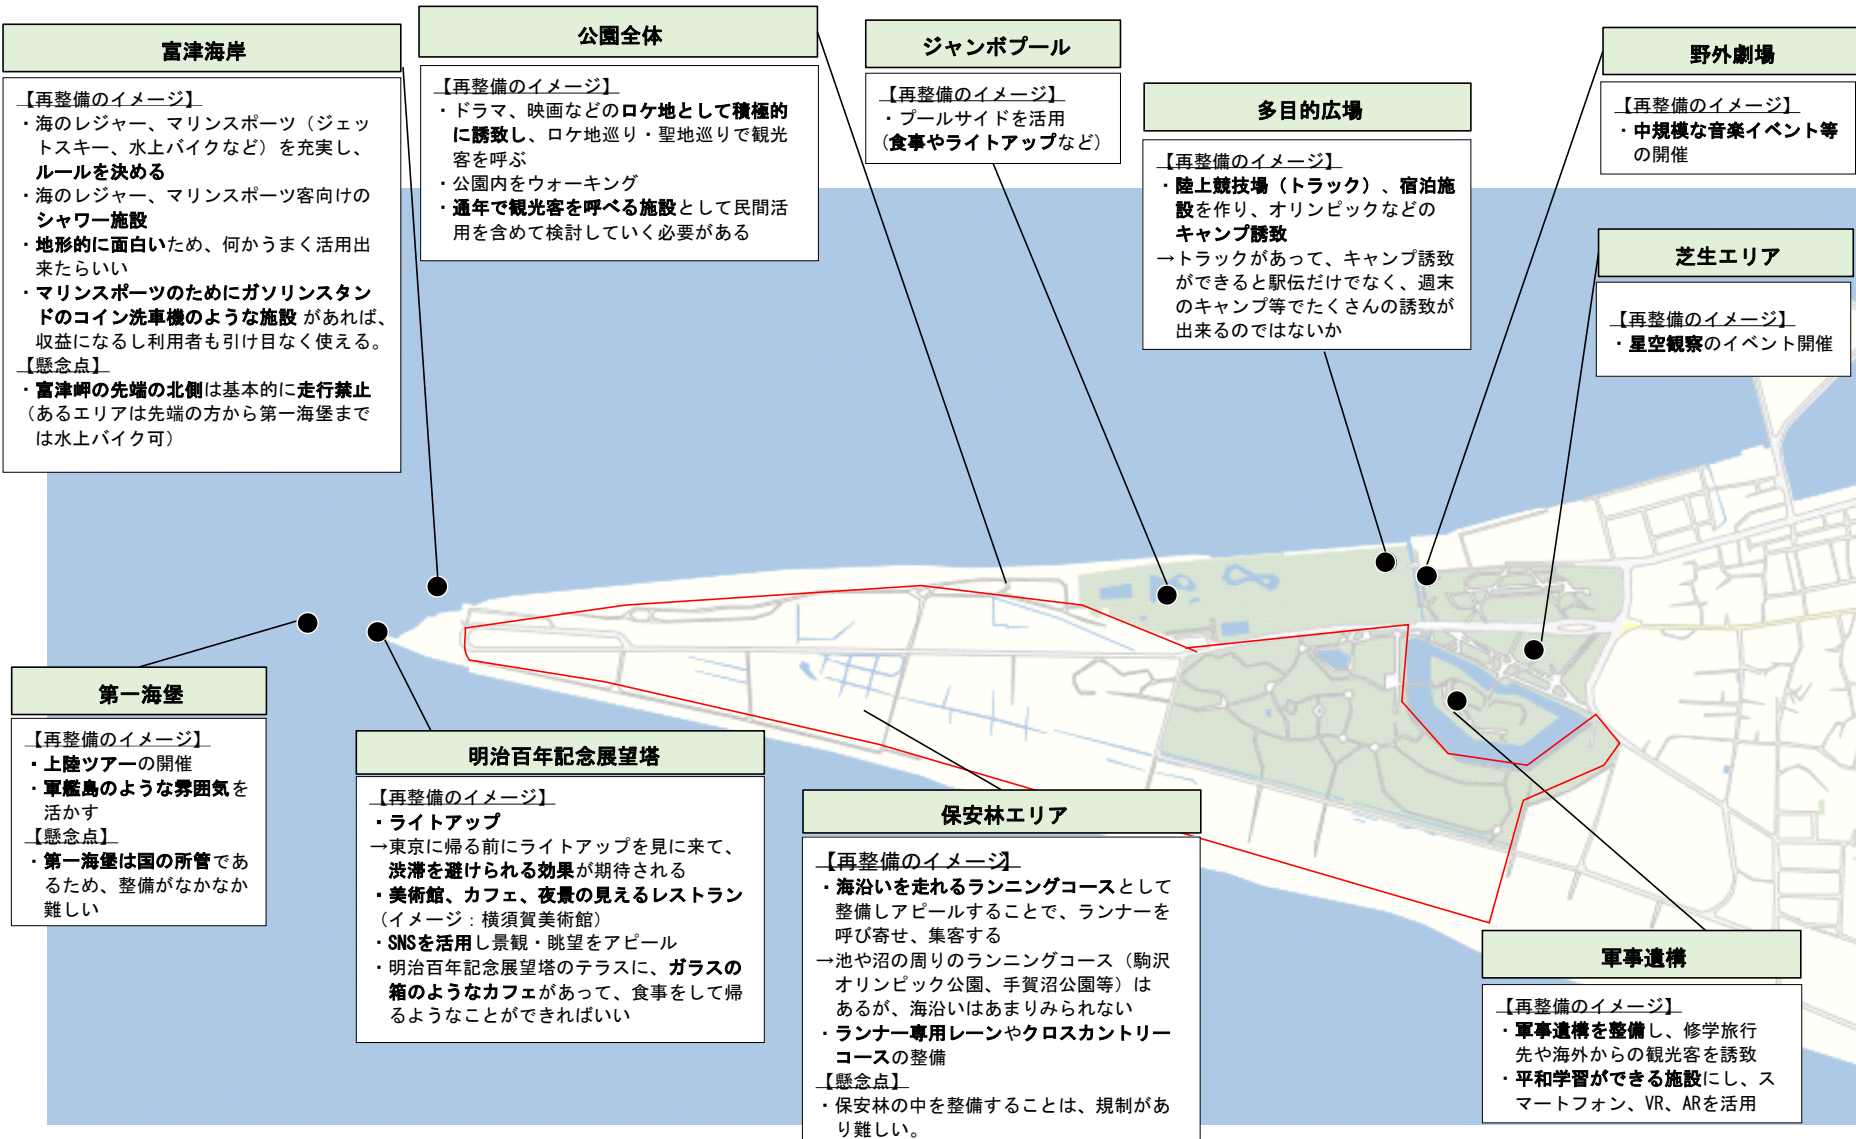 富津海岸
【再整備のイメージ】
・海のレジャー、マリンスポーツ（ジェッ
トスキー、水上バイクなど）を充実し、
ルールを決める
・海のレジャー、マリンスポーツ客向けの
シャワー施設
・地形的に面白いため、何かうまく活用出
来たらいい
・マリンスポーツのためにガソリンスタン
ドのコイン洗車機のような施設 があれば、
収益になるし利用者も引け目なく使える。
【懸念点】
・富津岬の先端の北側は基本的に走行禁止
（あるエリアは先端の方から第一海堡まで
は水上バイク可）
公園全体
【再整備のイメージ】
・ドラマ、映画などのロケ地として積極的
に誘致し、ロケ地巡り・聖地巡りで観光
客を呼ぶ
・公園内をウォーキング
・通年で観光客を呼べる施設として民間活
用を含めて検討していく必要がある
ジャンボプール
【再整備のイメージ】
・プールサイドを活用
（食事やライトアップなど）
多目的広場
【再整備のイメージ】
・陸上競技場（トラック）、宿泊施
設を作り、オリンピックなどの
キャンプ誘致
→トラックがあって、キャンプ誘致
ができると駅伝だけでなく、週末
のキャンプ等でたくさんの誘致が
出来るのではないか
野外劇場
【再整備のイメージ】
・中規模な音楽イベント等
の開催
芝生エリア
【再整備のイメージ】
・星空観察のイベント開催
第一海堡
【再整備のイメージ】
・上陸ツアーの開催
・軍艦島のような雰囲気を
活かす
【懸念点】
・第一海堡は国の所管であ
るため、整備がなかなか
難しい
明治百年記念展望塔
【再整備のイメージ】
・ライトアップ
→東京に帰る前にライトアップを見に来て、
渋滞を避けられる効果が期待される
・美術館、カフェ、夜景の見えるレストラン
（イメージ：横須賀美術館）
・SNSを活用し景観・眺望をアピール
・明治百年記念展望塔のテラスに、ガラスの
箱のようなカフェがあって、食事をして帰
るようなことができればいい
保安林エリア
【再整備のイメージ】
・海沿いを走れるランニングコースとして
整備しアピールすることで、ランナーを
呼び寄せ、集客する
→池や沼の周りのランニングコース（駒沢
オリンピック公園、手賀沼公園等）は
あるが、海沿いはあまりみられない
・ランナー専用レーンやクロスカントリー
コースの整備
【懸念点】
・保安林の中を整備することは、規制があ
り難しい。
軍事遺構
【再整備のイメージ】
・軍事遺構を整備し、修学旅行
先や海外からの観光客を誘致
・平和学習ができる施設にし、ス
マートフォン、VR、ARを活用